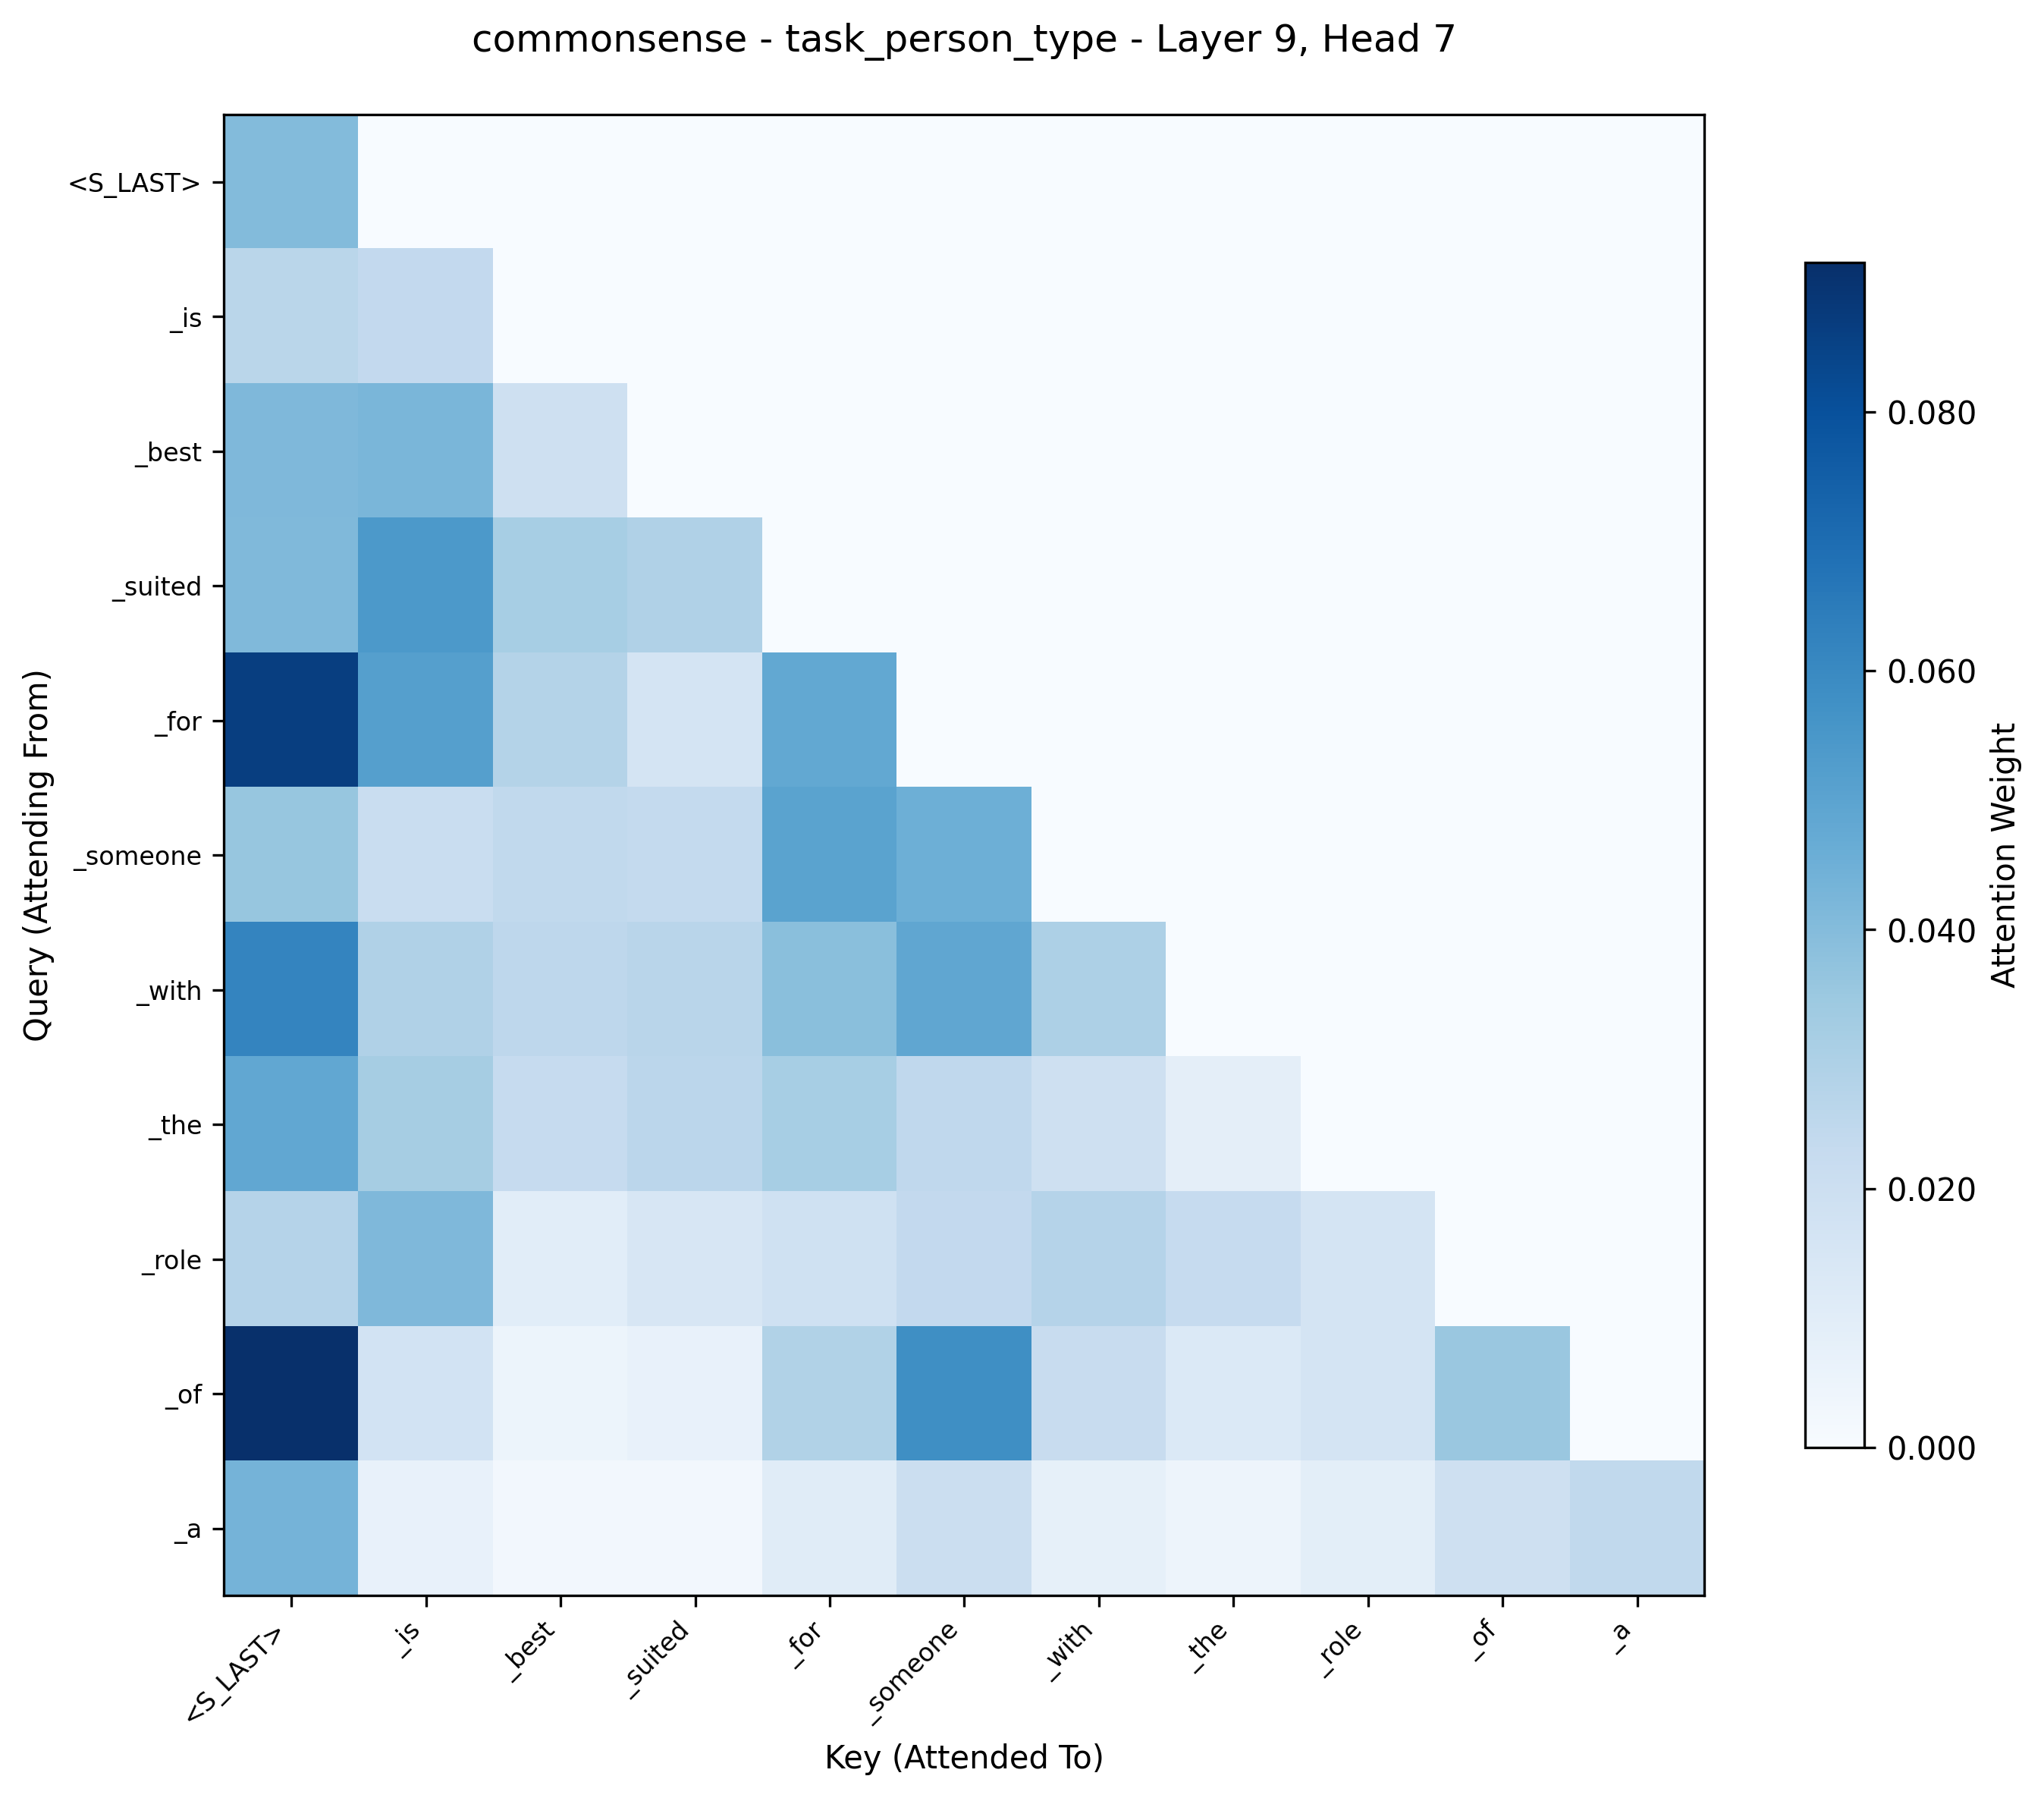 commonsense - task_person_type - Layer 9, Head 7
Query (Attending From)
<S_LAST>
_is
_best
_suited
_for
_someone
_with
_the
_role
_of
_a
<S_LAST>
_is
_best
_suited
_for
_someone
_with
_the
_role
_of
_a
Key (Attended To)
0.080
0.060
0.040
0.020
0.000
Attention Weight